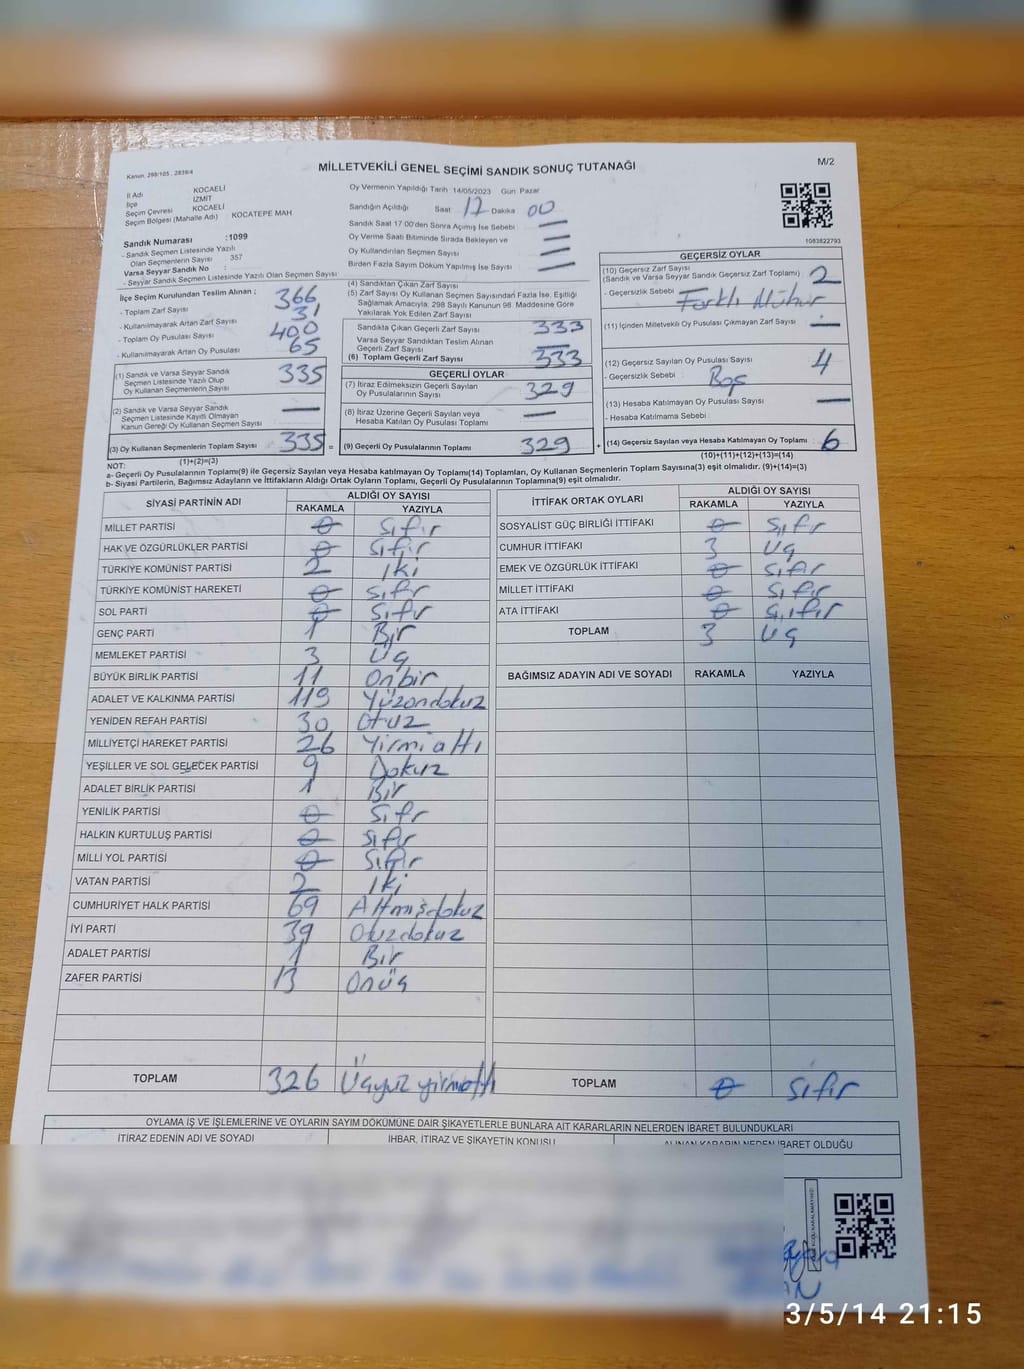 Kanun. 298/105 , 2839/4
MİLLETVEKİLİ GENEL SEÇİMİ SANDIK SONUÇ TUTANAĞI
M/2
İl Adı KOCAELİ
İlçe İZMİT
Seçim Çevresi KOCAELİ
Seçim Bölgesi (Mahalle Adı) KOCATEPE MAH
Sandık Numarası :1099
- Sandık Seçmen Listesinde Yazılı
Olan Seçmenlerin Sayısı : 357
Varsa Seyyar Sandık No :
- Seyyar Sandık Seçmen Listesinde Yazılı Olan Seçmen Sayısı
Oy Vermenin Yapıldığı Tarih 14/05/2023 Gün Pazar
Sandığın Açıldığı Saat 17 Dakika 00
Sandık Saat 17:00'den Sonra Açılmış İse Sebebi —
Oy Verme Saati Bitiminde Sırada Bekleyen ve —
Oy Kullandırılan Seçmen Sayısı —
Birden Fazla Sayım Döküm Yapılmış İse Sayısı —
1083822793
İlçe Seçim Kurulundan Teslim Alınan :
- Toplam Zarf Sayısı 366
- Kullanılmayarak Artan Zarf Sayısı 31
- Toplam Oy Pusulası Sayısı 400
- Kullanılmayarak Artan Oy Pusulası 65
(1) Sandık ve Varsa Seyyar Sandık
Seçmen Listesinde Yazılı Olup
Oy Kullanan Seçmenlerin Sayısı 335
(2) Sandık ve Varsa Seyyar Sandık
Seçmen Listesinde Kayıtlı Olmayan
Kanun Gereği Oy Kullanan Seçmen Sayısı —
(3) Oy Kullanan Seçmenlerin Toplam Sayısı 335 =
(1)+(2)=(3)
(4) Sandıktan Çıkan Zarf Sayısı
(5) Zarf Sayısı Oy Kullanan Seçmen Sayısından Fazla İse, Eşitliği
Sağlamak Amacıyla, 298 Sayılı Kanunun 98. Maddesine Göre
Yakılarak Yok Edilen Zarf Sayısı
Sandıkta Çıkan Geçerli Zarf Sayısı 333
Varsa Seyyar Sandıktan Teslim Alınan
Geçerli Zarf Sayısı —
(6) Toplam Geçerli Zarf Sayısı 333
GEÇERLİ OYLAR
(7) İtiraz Edilmeksizin Geçerli Sayılan
Oy Pusulalarının Sayısı 329
(8) İtiraz Üzerine Geçerli Sayılan veya
Hesaba Katılan Oy Pusulası Sayısı —
(9) Geçerli Oy Pusulalarının Toplamı 329 +
GEÇERSİZ OYLAR
(10) Geçersiz Zarf Sayısı
(Sandık ve Varsa Seyyar Sandık Geçersiz Zarf Toplamı) 2
- Geçersizlik Sebebi : Farklı Mühür
(11) İçinden Milletvekili Oy Pusulası Çıkmayan Zarf Sayısı : —
(12) Geçersiz Sayılan Oy Pusulası Sayısı 4
- Geçersizlik Sebebi : Boş
(13) Hesaba Katılmayan Oy Pusulası Sayısı —
- Hesaba Katılmama Sebebi :
(14) Geçersiz Sayılan veya Hesaba Katılmayan Oy Toplamı : 6
(10)+(11)+(12)+(13)=(14)
NOT:
a- Geçerli Oy Pusulalarının Toplamı(9) ile Geçersiz Sayılan veya Hesaba katılmayan Oy Toplamı(14) Toplamları, Oy Kullanan Seçmenlerin Toplam Sayısına(3) eşit olmalıdır. (9)+(14)=(3)
b- Siyasi Partilerin, Bağımsız Adayların ve İttifakların Aldığı Ortak Oyların Toplamı, Geçerli Oy Pusulalarının Toplamına(9) eşit olmalıdır.
SİYASİ PARTİNİN ADI ALDIĞI OY SAYISI
RAKAMLA YAZIYLA
MİLLET PARTİSİ 0 Sıfır
HAK VE ÖZGÜRLÜKLER PARTİSİ 0 Sıfır
TÜRKİYE KOMÜNİST PARTİSİ 2 İki
TÜRKİYE KOMÜNİST HAREKETİ 0 Sıfır
SOL PARTİ 0 Sıfır
GENÇ PARTİ 1 Bir
MEMLEKET PARTİSİ 3 Üç
BÜYÜK BİRLİK PARTİSİ 11 Onbir
ADALET VE KALKINMA PARTİSİ 119 Yüzondokuz
YENİDEN REFAH PARTİSİ 30 Otuz
MİLLİYETÇİ HAREKET PARTİSİ 26 Yirmi altı
YEŞİLLER VE SOL GELECEK PARTİSİ 9 Dokuz
ADALET BİRLİK PARTİSİ 1 Bir
YENİLİK PARTİSİ 0 Sıfır
HALKIN KURTULUŞ PARTİSİ 0 Sıfır
MİLLİ YOL PARTİSİ 0 Sıfır
VATAN PARTİSİ 2 İki
CUMHURİYET HALK PARTİSİ 69 Altmışdokuz
İYİ PARTİ 39 Otuzdokuz
ADALET PARTİSİ 1 Bir
ZAFER PARTİSİ 13 Onüç
TOPLAM 326 Üçyüz yirmialtı
İTTİFAK ORTAK OYLARI ALDIĞI OY SAYISI
RAKAMLA YAZIYLA
SOSYALİST GÜÇ BİRLİĞİ İTTİFAKI 0 Sıfır
CUMHUR İTTİFAKI 3 Üç
EMEK VE ÖZGÜRLÜK İTTİFAKI 0 Sıfır
MİLLET İTTİFAKI 0 Sıfır
ATA İTTİFAKI 0 Sıfır
TOPLAM 3 Üç
BAĞIMSIZ ADAYIN ADI VE SOYADI RAKAMLA YAZIYLA
TOPLAM 0 Sıfır
OYLAMA İŞ VE İŞLEMLERİNE VE OYLARIN SAYIM DÖKÜMÜNE DAİR ŞİKAYETLERLE BUNLARA AİT KARARLARIN NELERDEN İBARET BULUNDUKLARI
İTİRAZ EDENİN ADI VE SOYADI İHBAR, İTİRAZ VE ŞİKAYETİN KONUSU ALINAN KARARIN NEDEN İBARET OLDUĞU
3/5/14 21:15